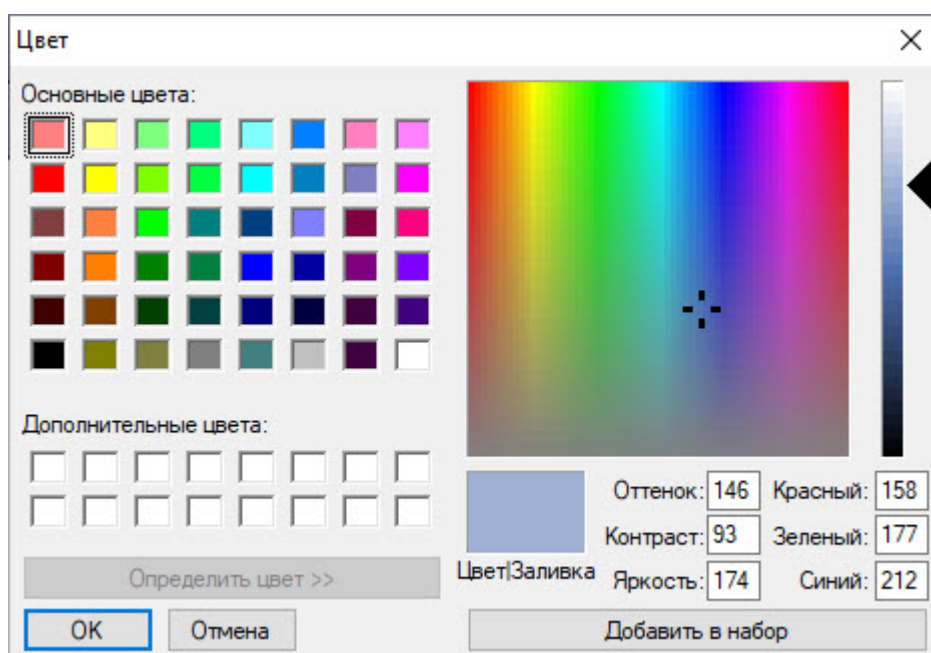 Цвет
Основные цвета:
Дополнительные цвета:
Определить цвет >>
OK Отмена
Цвет|Заливка
Оттенок: 146 Красный: 158
Контраст: 93 Зеленый: 177
Яркость: 174 Синий: 212
Добавить в набор